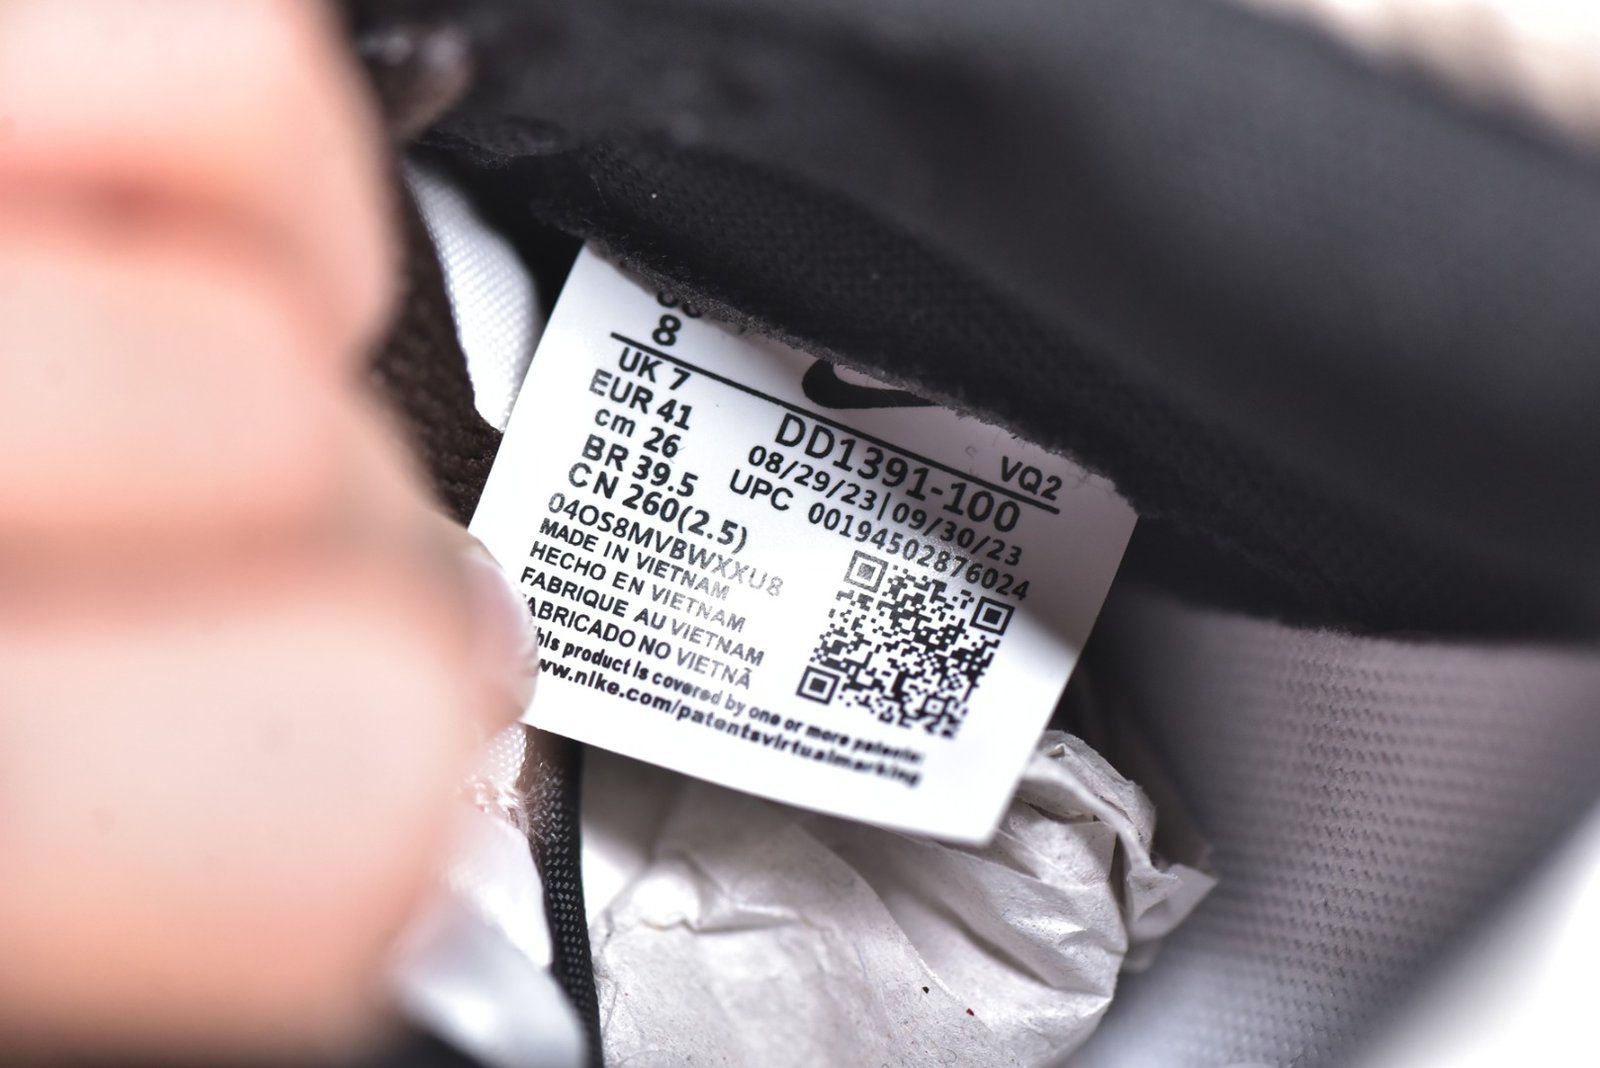 8
VQ2
UK 7
EUR 41
cm 26
BR 39.5
CN 260(2.5)
DD1391-100
08/29/23|09/30/23
UPC 00194502876024
04OS8MVBWXXU8
MADE IN VIETNAM
HECHO EN VIETNAM
FABRIQUE AU VIETNAM
FABRICADO NO VIETNÃ
This product is covered by one or more patents:
www.nike.com/patentsvirtualmarking